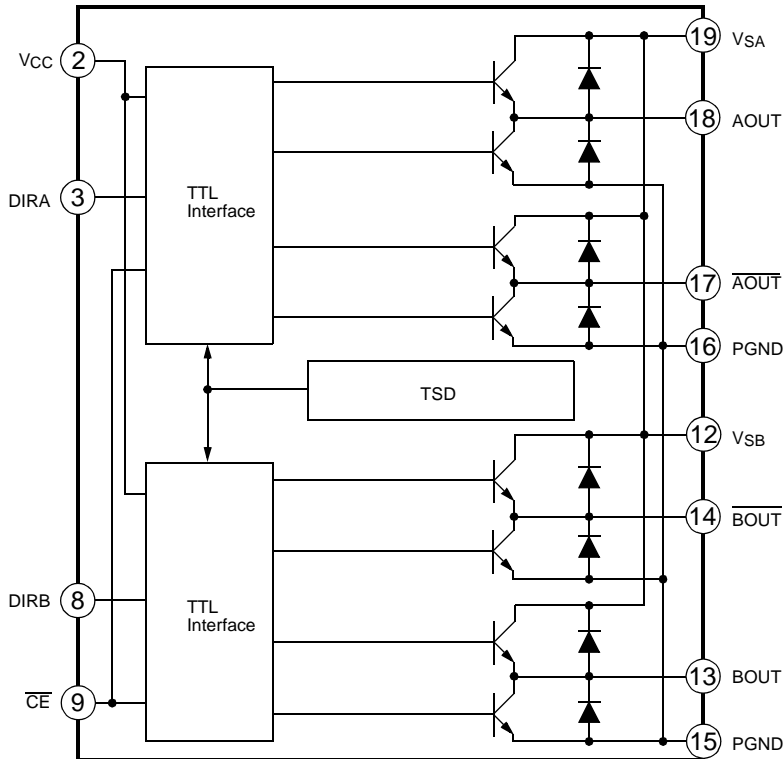 19 VSA
VCC 2
18 AOUT
DIRA 3
TTL
Interface
17 AOUT
16 PGND
TSD
12 VSB
14 BOUT
DIRB 8
TTL
Interface
13 BOUT
CE 9
15 PGND